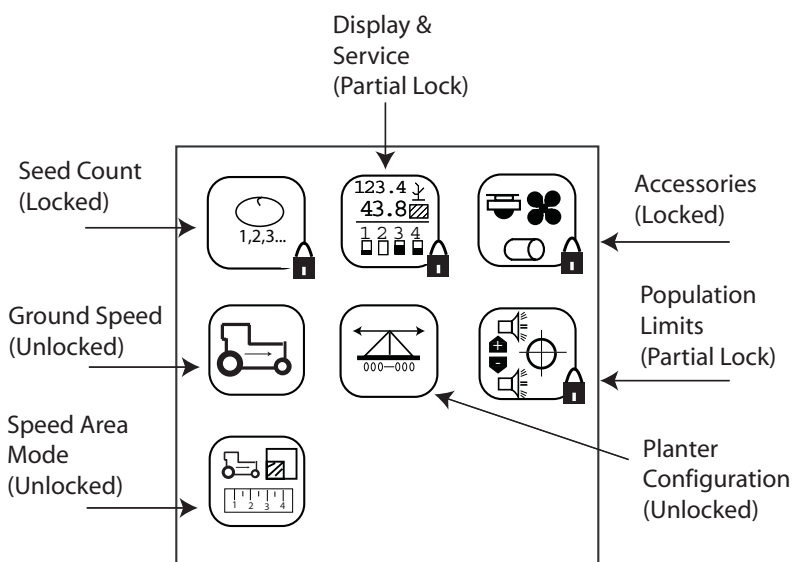 Display &
Service
(Partial Lock)
Seed Count
(Locked)
1,2,3...
123.4
43.8
1 2 3 4
Accessories
(Locked)
Ground Speed
(Unlocked)
000—000
+
-
Population
Limits
(Partial Lock)
Speed Area
Mode
(Unlocked)
1 2 3 4
Planter
Configuration
(Unlocked)